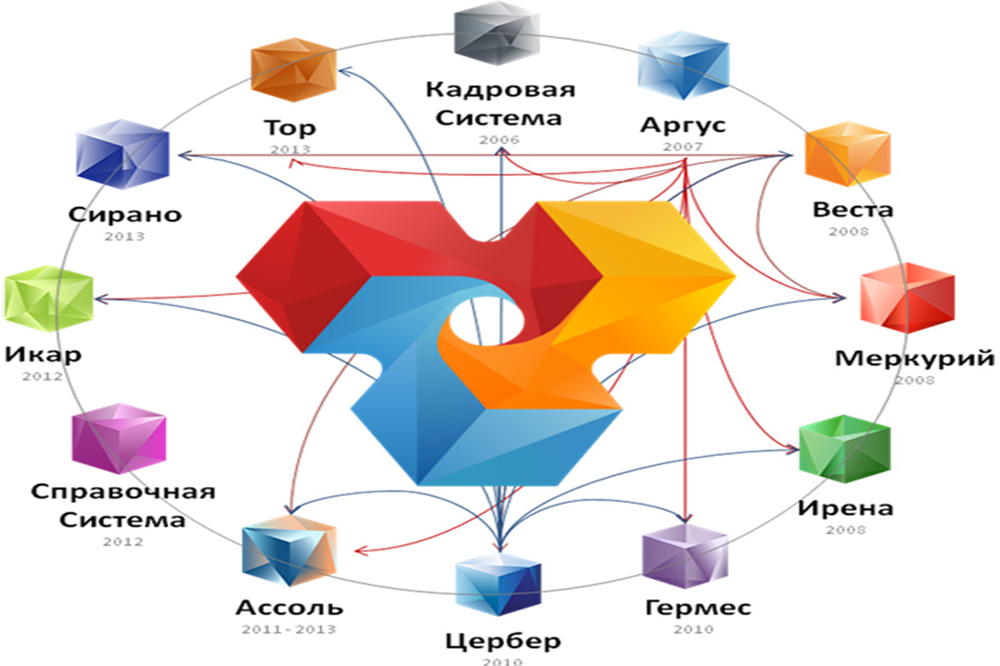 Кадровая
Система
2006
Аргус
2007
Веста
2008
Меркурий
2008
Ирена
2008
Гермес
2010
Цербер
2010
Ассоль
2011-2013
Справочная
Система
2012
Икар
2012
Сирано
2013
Тор
2013